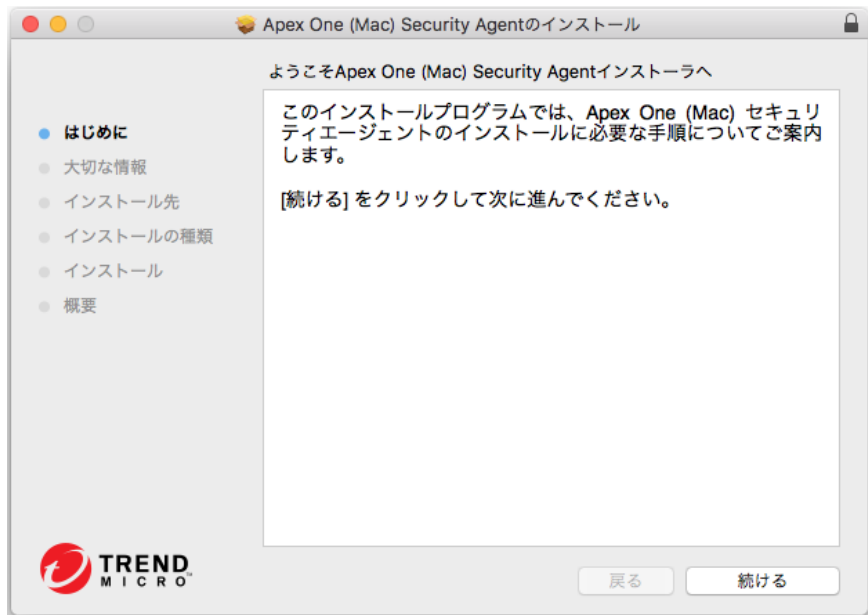 Apex One (Mac) Security Agentのインストール
ようこそApex One (Mac) Security Agentインストーラへ
はじめに
大切な情報
インストール先
インストールの種類
インストール
概要
このインストールプログラムでは、Apex One (Mac) セキュリ
ティエージェントのインストールに必要な手順についてご案内
します。
[続ける] をクリックして次に進んでください。
TREND
MICRO™
戻る
続ける